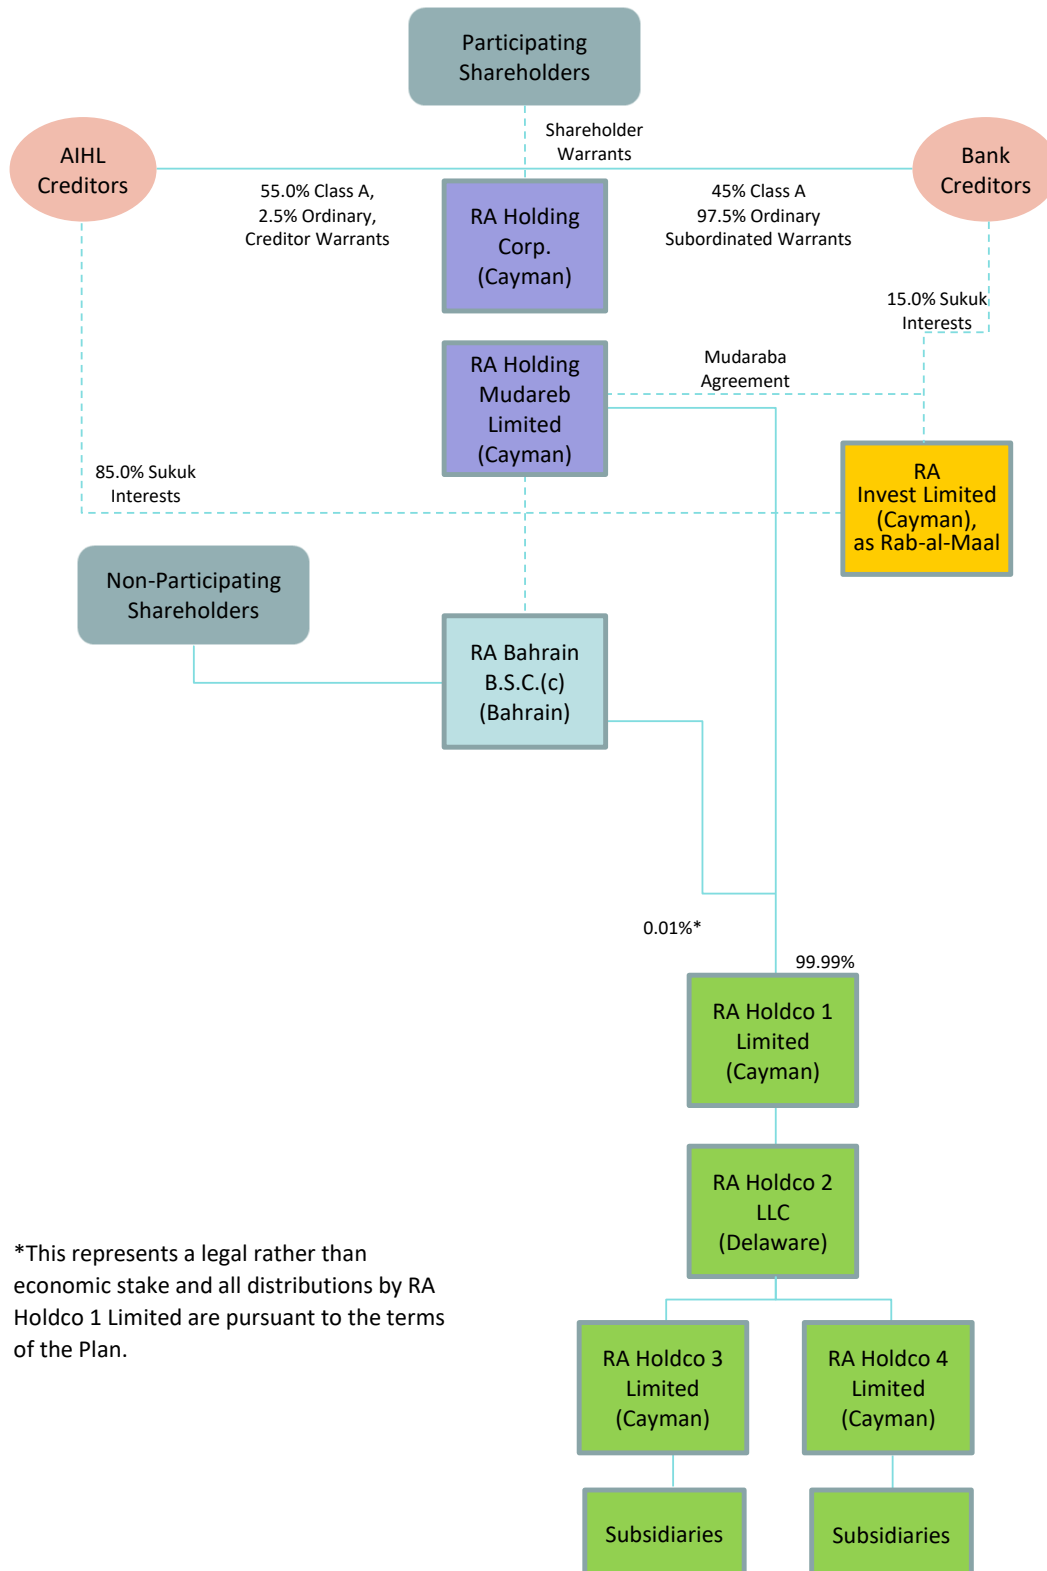 Participating
Shareholders
AIHL
Creditors
Shareholder
Warrants
Bank
Creditors
55.0% Class A,
2.5% Ordinary,
Creditor Warrants
RA Holding
Corp.
(Cayman)
45% Class A
97.5% Ordinary
Subordinated Warrants
15.0% Sukuk
Interests
RA Holding
Mudareb
Limited
(Cayman)
Mudaraba
Agreement
85.0% Sukuk
Interests
RA
Invest Limited
(Cayman),
as Rab-al-Maal
Non-Participating
Shareholders
RA Bahrain
B.S.C.(c)
(Bahrain)
0.01%*
99.99%
RA Holdco 1
Limited
(Cayman)
RA Holdco 2
LLC
(Delaware)
*This represents a legal rather than
economic stake and all distributions by RA
Holdco 1 Limited are pursuant to the terms
of the Plan.
RA Holdco 3
Limited
(Cayman)
RA Holdco 4
Limited
(Cayman)
Subsidiaries
Subsidiaries